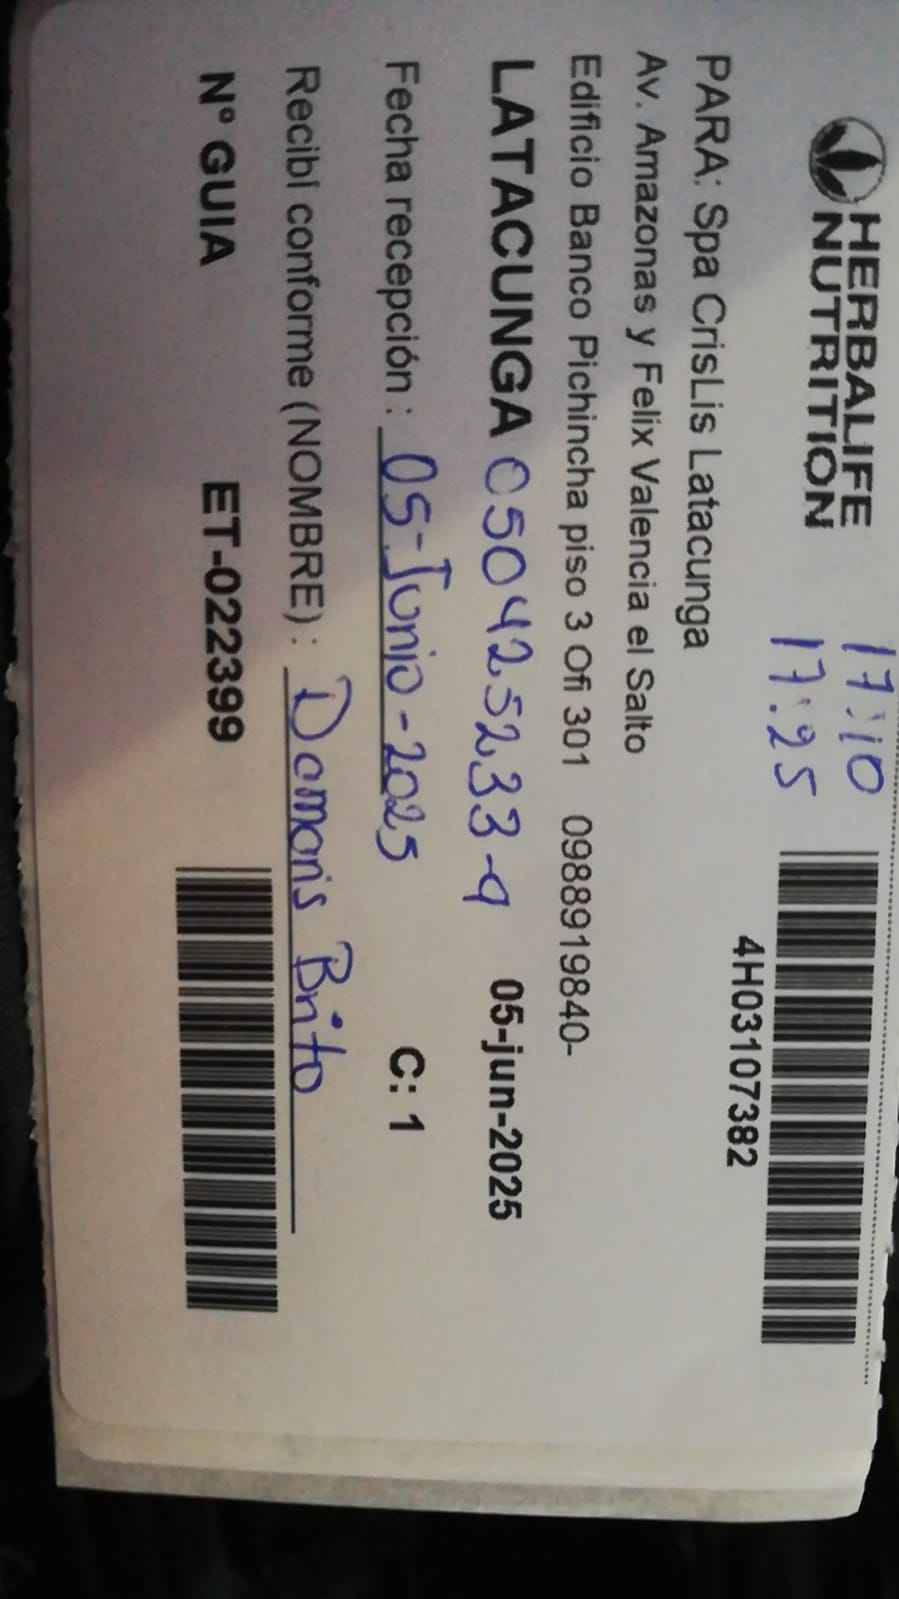 HERBALIFE
NUTRITION
17:10
17:25
4H03107382
PARA: Spa CrisLis Latacunga
Av. Amazonas y Felix Valencia el Salto
Edificio Banco Pichincha piso 3 Ofi 301 0988919840-
LATACUNGA 050425233-9 05-jun-2025
Fecha recepción : 05-Junio-2025 C: 1
Recibí conforme (NOMBRE) : Damaris Brito
N° GUIA ET-022399